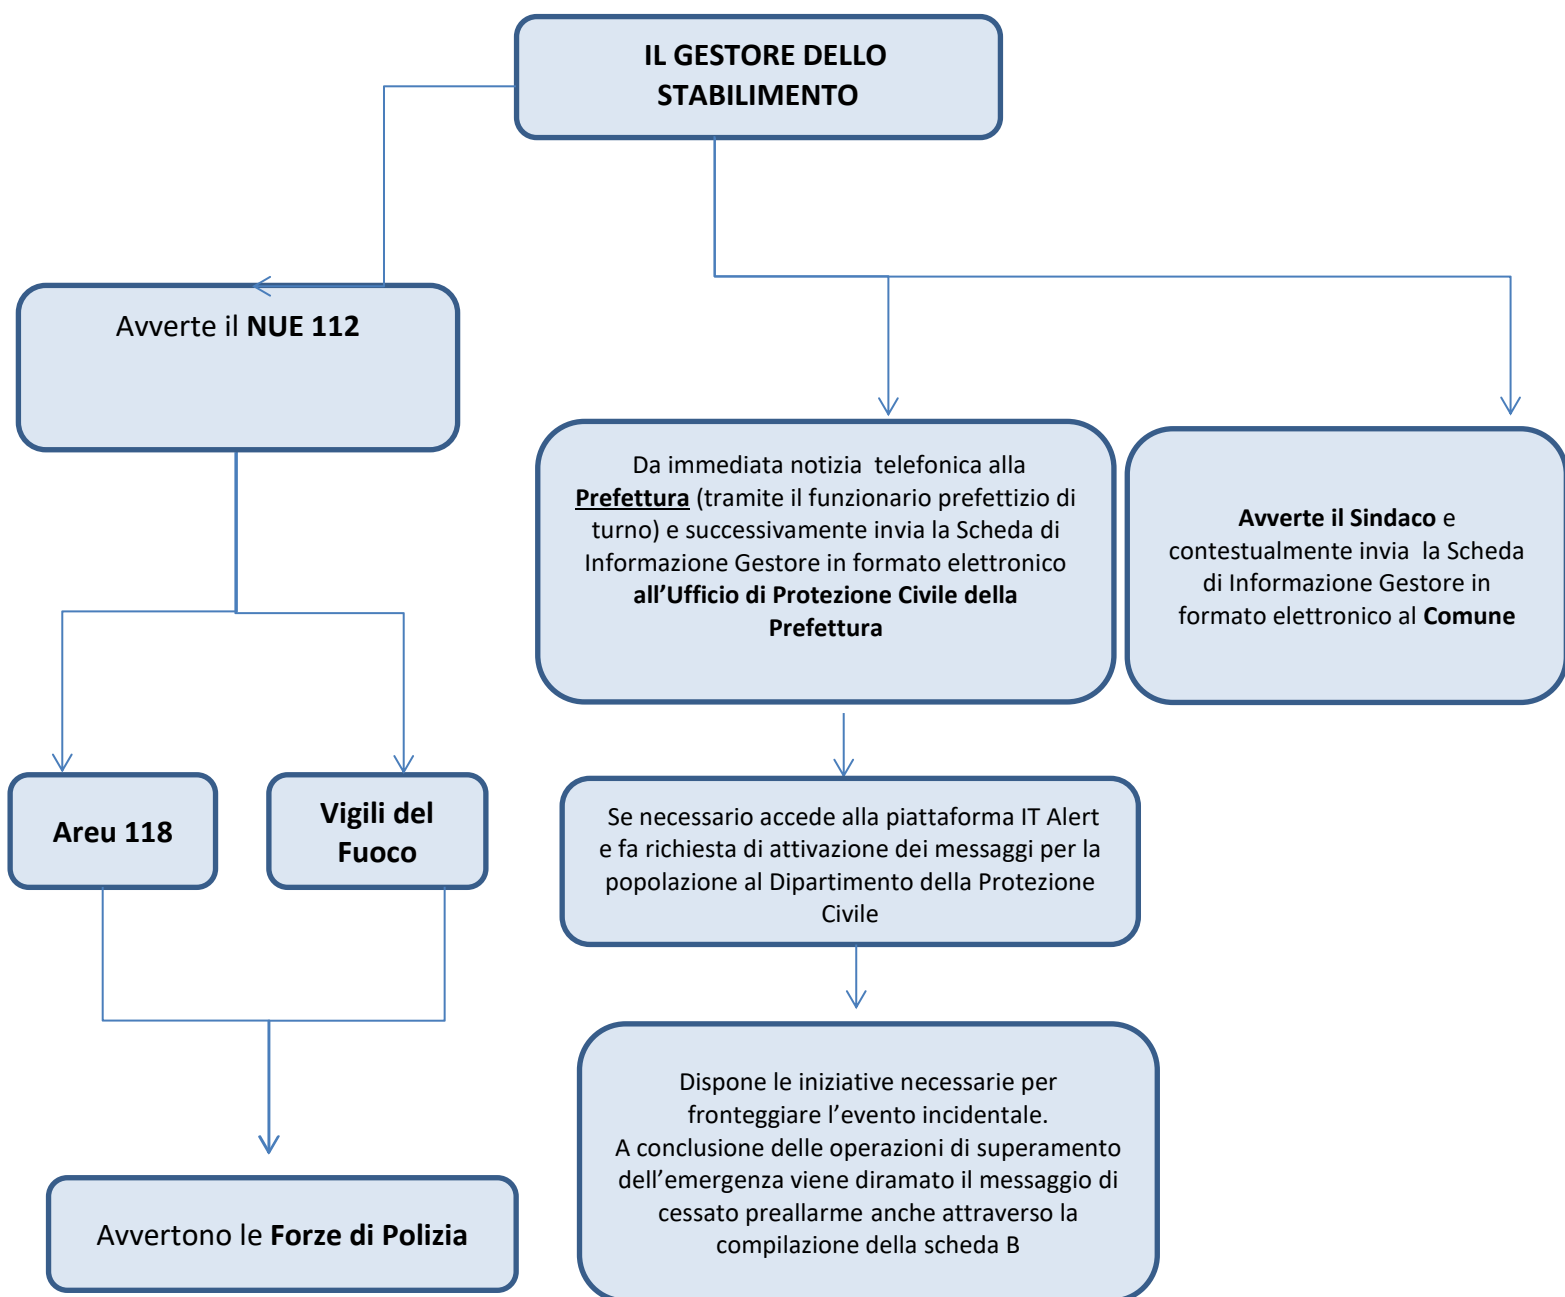 IL GESTORE DELLO
STABILIMENTO
Avverte il NUE 112
Da immediata notizia telefonica alla
Prefettura (tramite il funzionario prefettizio di
turno) e successivamente invia la Scheda di
Informazione Gestore in formato elettronico
all’Ufficio di Protezione Civile della
Prefettura
Avverte il Sindaco e
contestualmente invia la Scheda
di Informazione Gestore in
formato elettronico al Comune
Areu 118
Vigili del
Fuoco
Se necessario accede alla piattaforma IT Alert
e fa richiesta di attivazione dei messaggi per la
popolazione al Dipartimento della Protezione
Civile
Avvertono le Forze di Polizia
Dispone le iniziative necessarie per
fronteggiare l’evento incidentale.
A conclusione delle operazioni di superamento
dell’emergenza viene diramato il messaggio di
cessato preallarme anche attraverso la
compilazione della scheda B